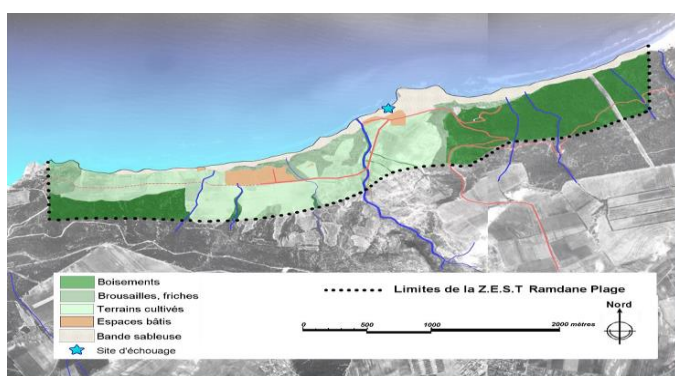 Boisements
Brousailles, friches
Terrains cultivés
Espaces bâtis
Bande sableuse
Site d'échouage
Limites de la Z.E.S.T Ramdane Plage
Nord
0 500 1000 2000 mètres